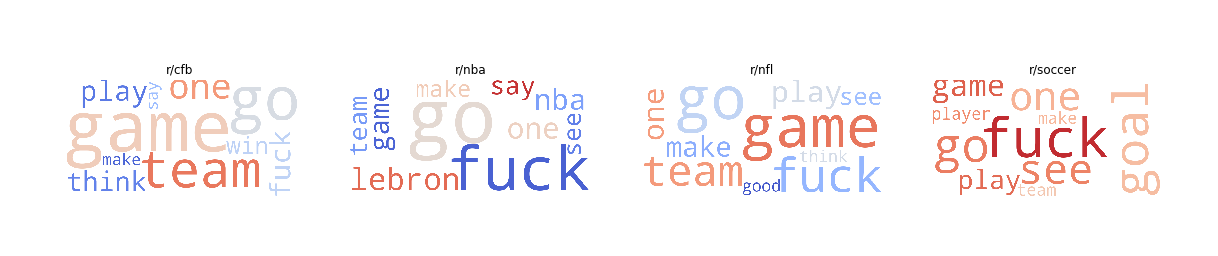 r/cfb
play
say
one
go
game
win
fuck
make
team
think
r/nba
make
say
nba
team
game
go
one
see
lebron
fuck
r/nfl
one
go
play
see
game
make
think
team
good
fuck
r/soccer
game
one
goal
player
make
fuck
go
see
play
team